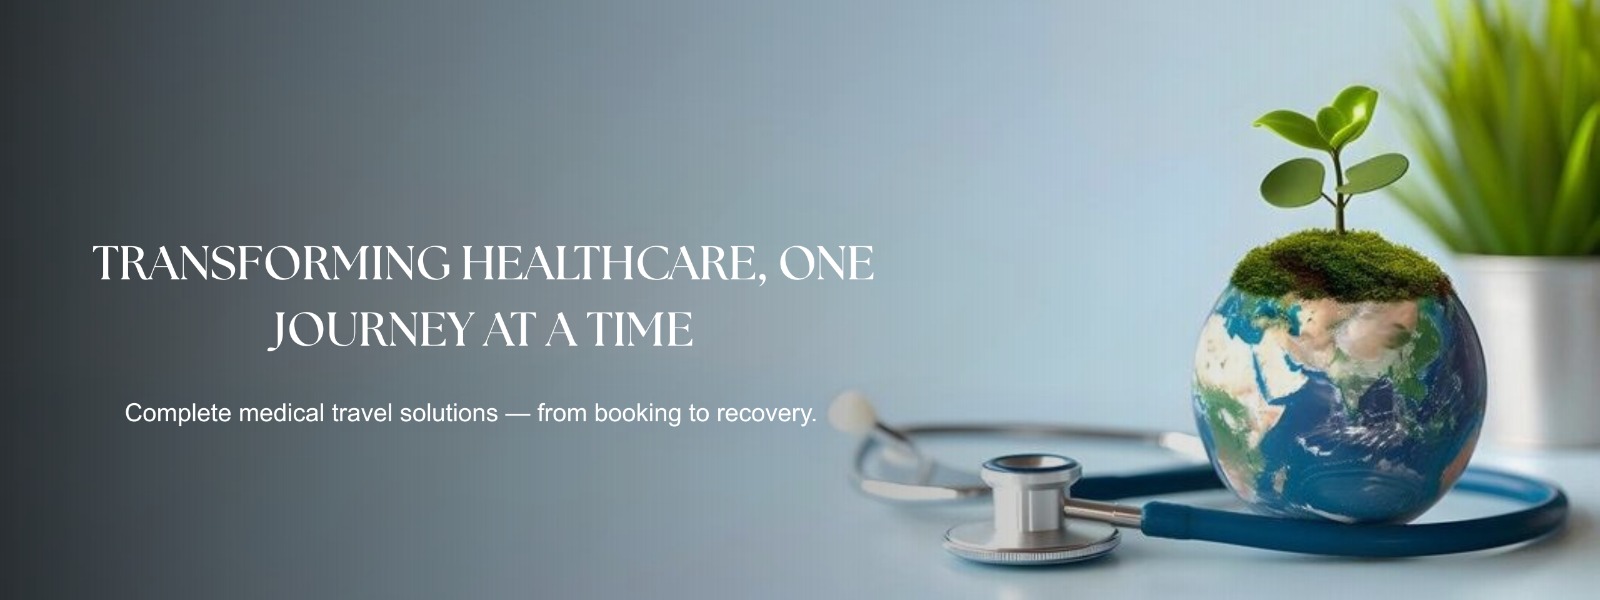 TRANSFORMING HEALTHCARE, ONE
JOURNEY AT A TIME
Complete medical travel solutions — from booking to recovery.